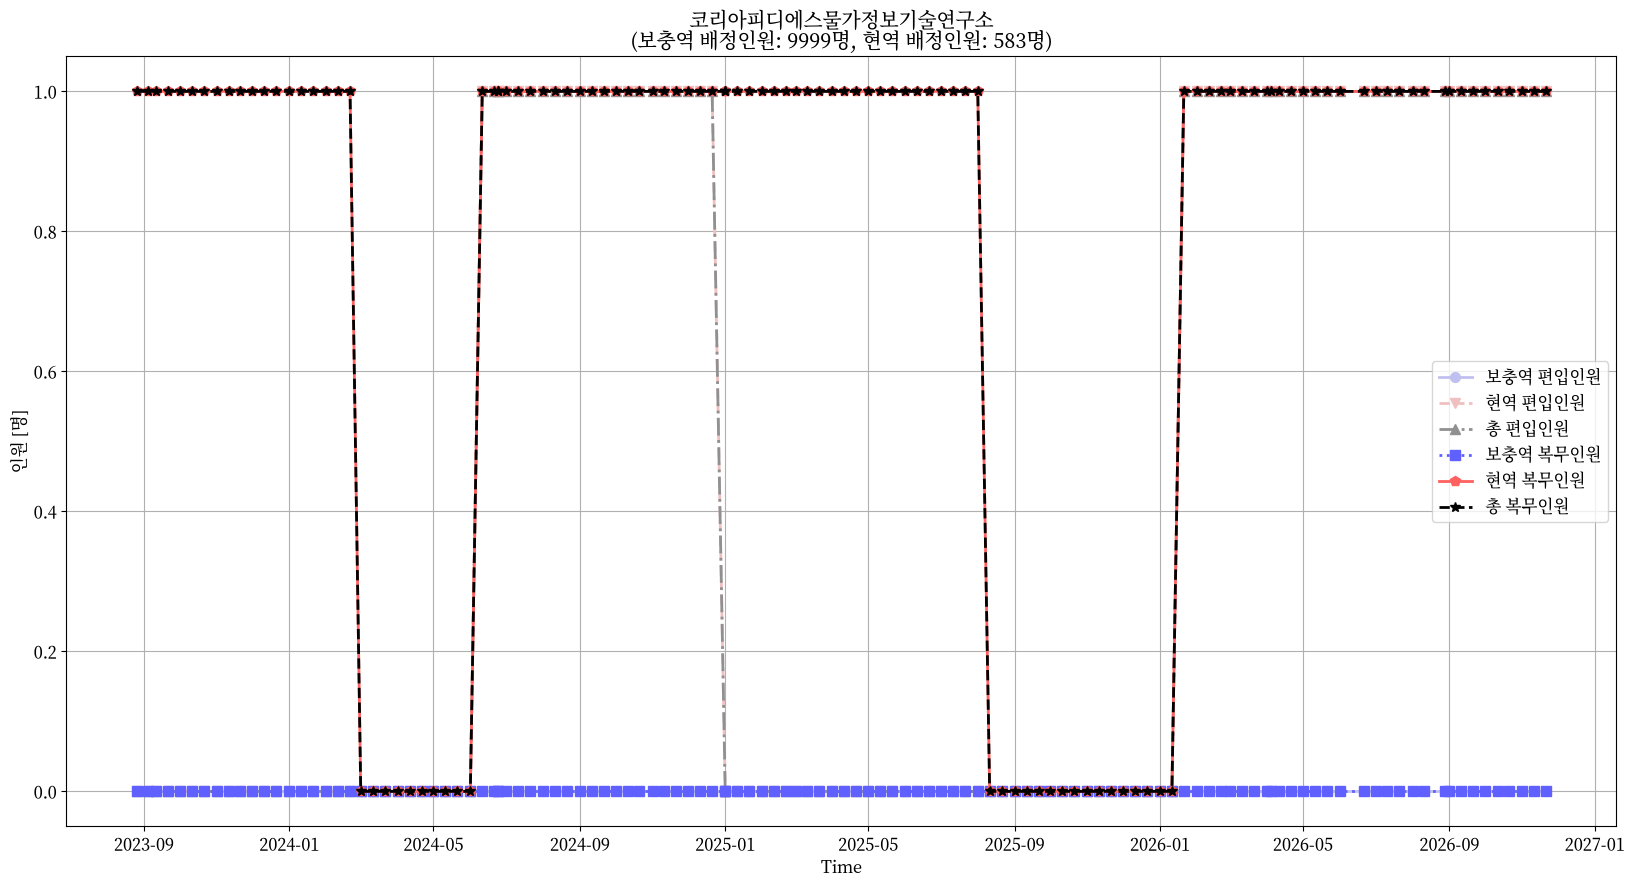 코리아피디에스물가정보기술연구소
(보충역 배정인원: 9999명, 현역 배정인원: 583명)
인원 [명]
1.0
0.8
0.6
0.4
0.2
0.0
보충역 편입인원
현역 편입인원
총 편입인원
보충역 복무인원
현역 복무인원
총 복무인원
2023-09 2024-01 2024-05 2024-09 2025-01 2025-05 2025-09 2026-01 2026-05 2026-09 2027-01
Time